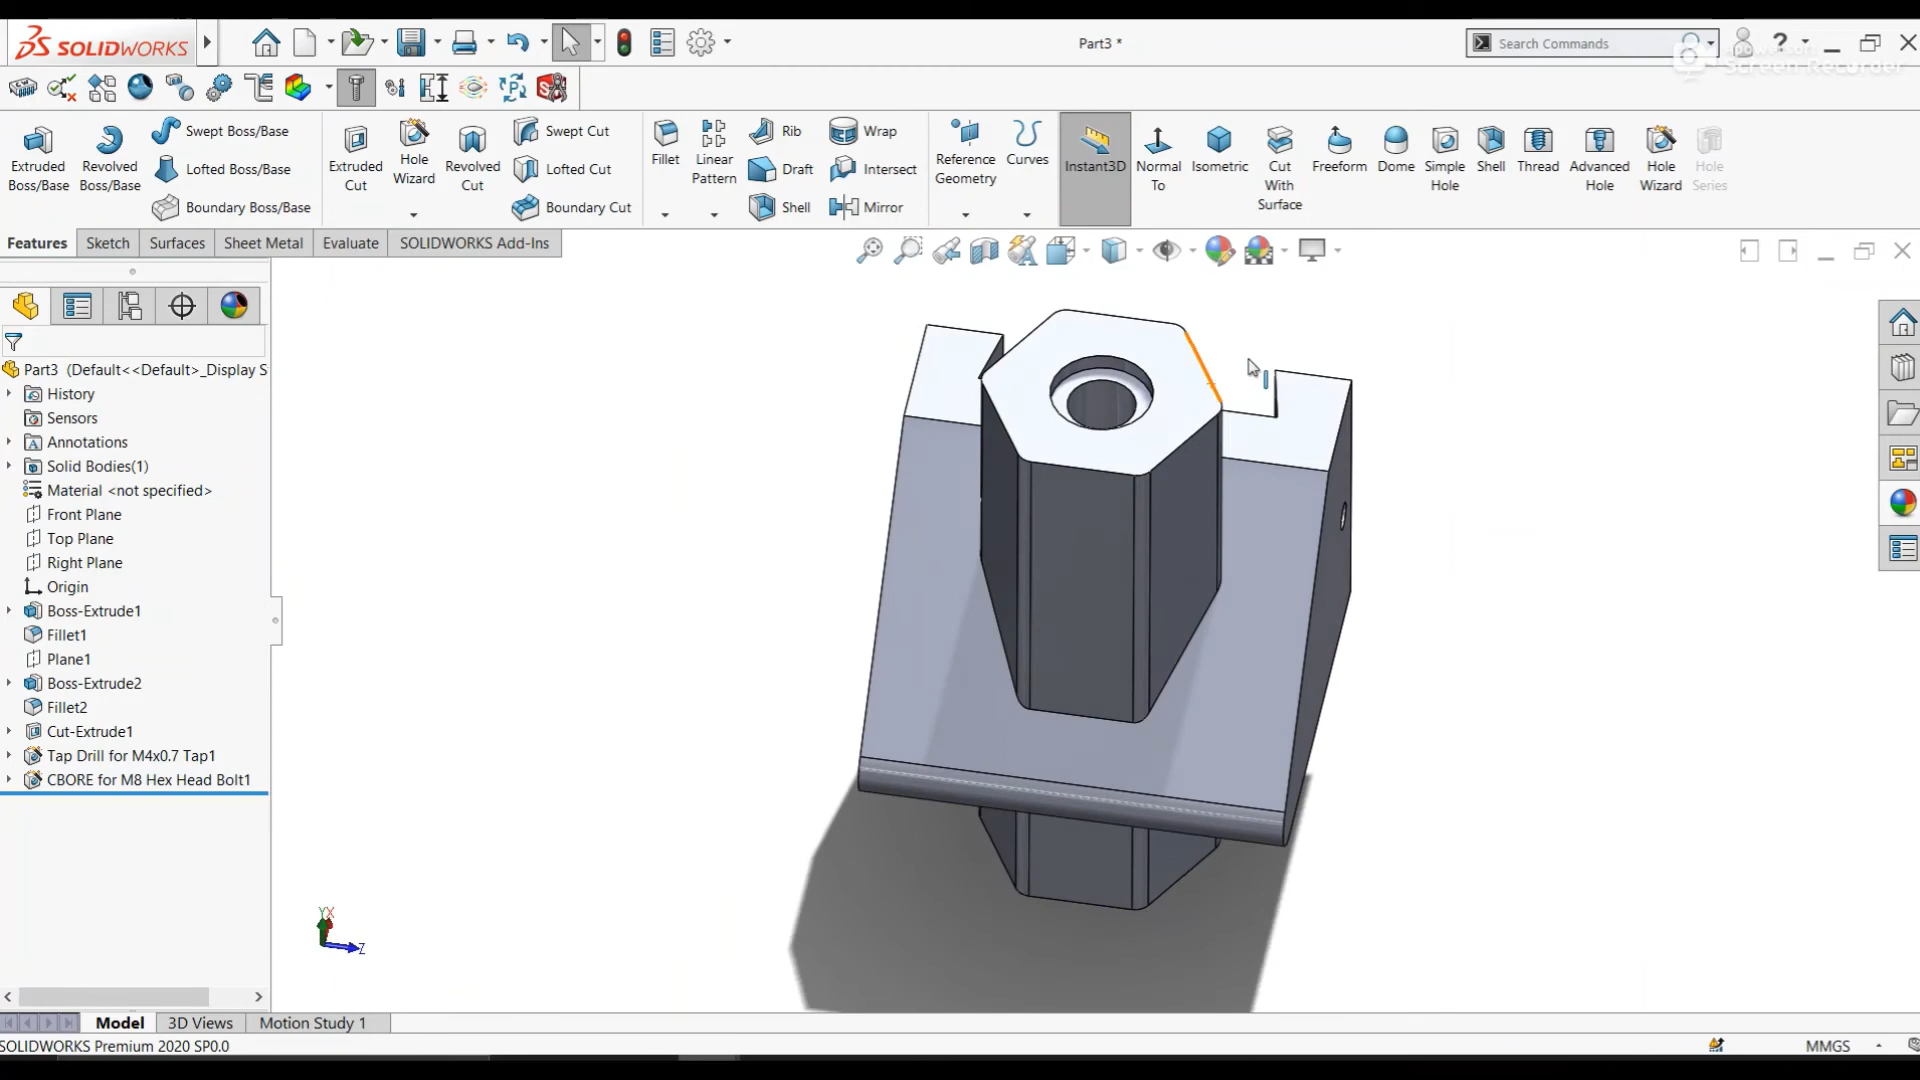 SOLIDWORKS
Part3 *
Search Commands
Screen Recorder
Extruded Boss/Base
Revolved Boss/Base
Swept Boss/Base
Lofted Boss/Base
Boundary Boss/Base
Extruded Cut
Hole Wizard
Revolved Cut
Swept Cut
Lofted Cut
Boundary Cut
Fillet
Linear Pattern
Rib
Draft
Shell
Wrap
Intersect
Mirror
Reference Geometry
Curves
Instant3D
Normal To
Isometric
Cut With Surface
Freeform
Dome
Simple Hole
Shell
Thread
Advanced Hole
Hole Wizard
Hole Series
Features
Sketch
Surfaces
Sheet Metal
Evaluate
SOLIDWORKS Add-Ins
Part3 (Default<<Default>_Display S
History
Sensors
Annotations
Solid Bodies(1)
Material <not specified>
Front Plane
Top Plane
Right Plane
Origin
Boss-Extrude1
Fillet1
Plane1
Boss-Extrude2
Fillet2
Cut-Extrude1
Tap Drill for M4x0.7 Tap1
CBORE for M8 Hex Head Bolt1
Y X
Z
Model
3D Views
Motion Study 1
SOLIDWORKS Premium 2020 SP0.0
MMGS